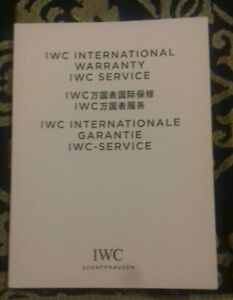 IWC INTERNATIONAL
WARRANTY
IWC SERVICE
IWC万国表国际保修
IWC万国表服务
IWC INTERNATIONALE
GARANTIE
IWC-SERVICE
IWC
SCHAFFHAUSEN